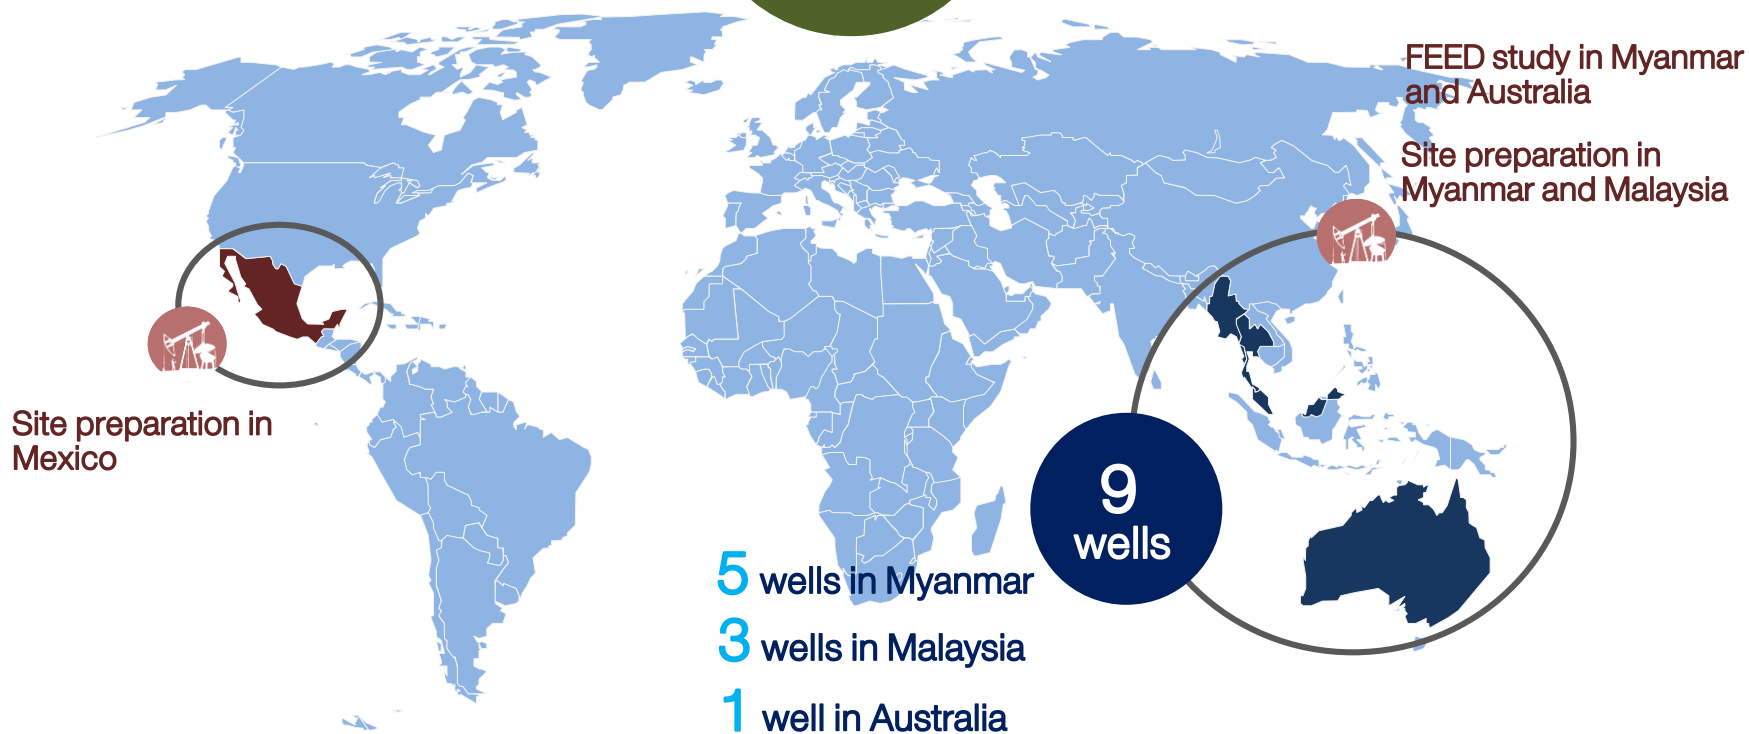 FEED study in Myanmar
and Australia
Site preparation in
Myanmar and Malaysia
Site preparation in
Mexico
9
wells
5 wells in Myanmar
3 wells in Malaysia
1 well in Australia